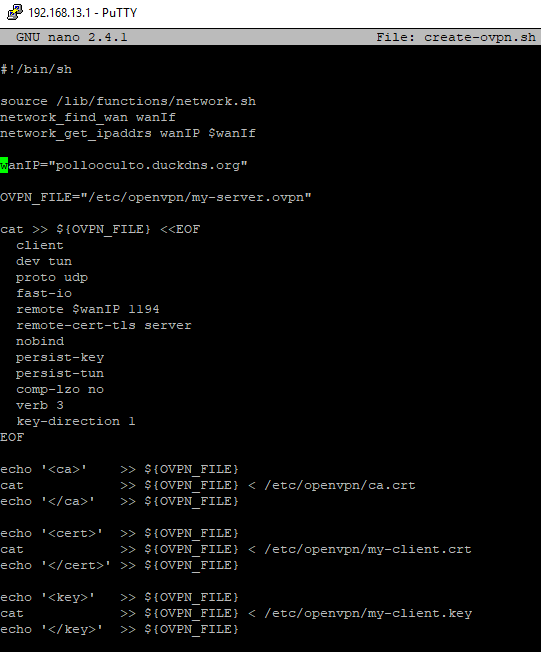 192.168.13.1 - PuTTY
GNU nano 2.4.1 File: create-ovpn.sh
#!/bin/sh
source /lib/functions/network.sh
network_find_wan wanIf
network_get_ipaddrs wanIP $wanIf
wanIP="pollooculto.duckdns.org"
OVPN_FILE="/etc/openvpn/my-server.ovpn"
cat >> ${OVPN_FILE} <<EOF
  client
  dev tun
  proto udp
  fast-io
  remote $wanIP 1194
  remote-cert-tls server
  nobind
  persist-key
  persist-tun
  comp-lzo no
  verb 3
  key-direction 1
EOF
echo '<ca>'    >> ${OVPN_FILE}
cat            >> ${OVPN_FILE} < /etc/openvpn/ca.crt
echo '</ca>'   >> ${OVPN_FILE}
echo '<cert>'  >> ${OVPN_FILE}
cat            >> ${OVPN_FILE} < /etc/openvpn/my-client.crt
echo '</cert>' >> ${OVPN_FILE}
echo '<key>'   >> ${OVPN_FILE}
cat            >> ${OVPN_FILE} < /etc/openvpn/my-client.key
echo '</key>'  >> ${OVPN_FILE}